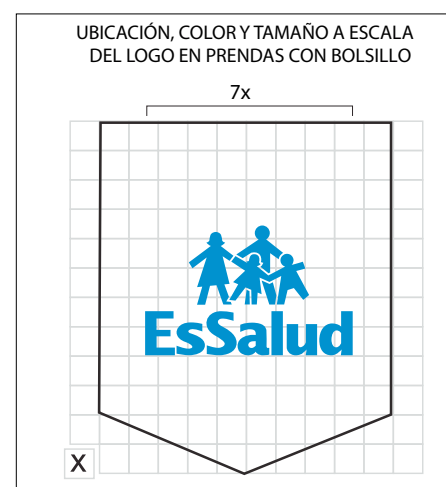 UBICACIÓN, COLOR Y TAMAÑO A ESCALA
DEL LOGO EN PRENDAS CON BOLSILLO
7x
EsSalud
X